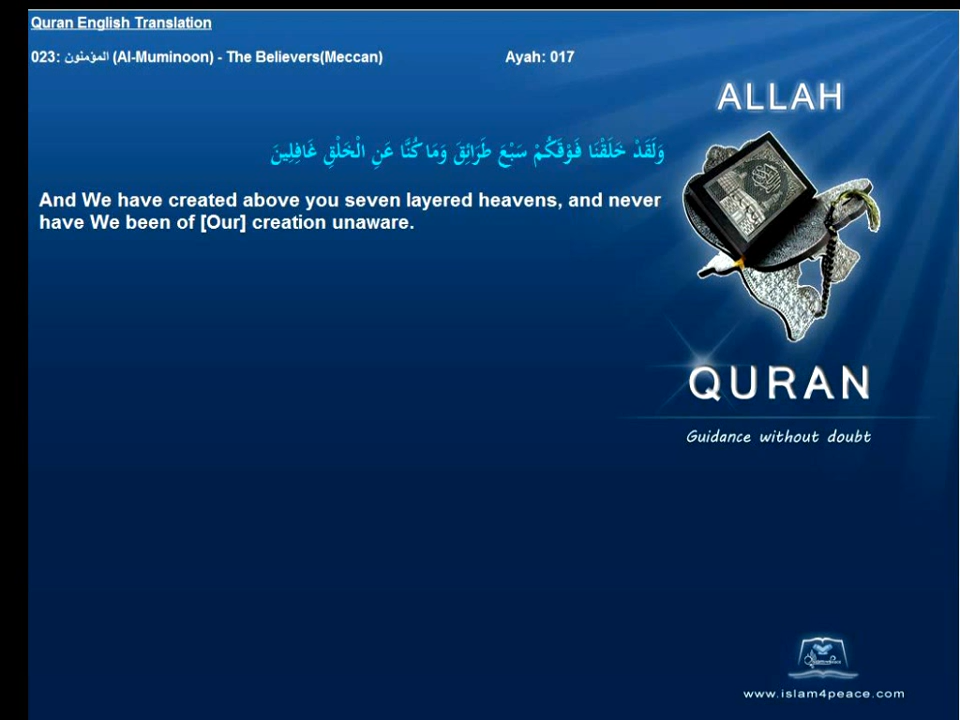 Quran English Translation
023: المؤمنون (Al-Muminoon) - The Believers(Meccan) Ayah: 017
ALLAH
وَلَقَدْ خَلَقْنَا فَوْقَكُمْ سَبْعَ طَرَائِقَ وَمَا كُنَّا عَنِ الْخَلْقِ غَافِلِينَ
And We have created above you seven layered heavens, and never
have We been of [Our] creation unaware.
QURAN
Guidance without doubt
www.islam4peace.com